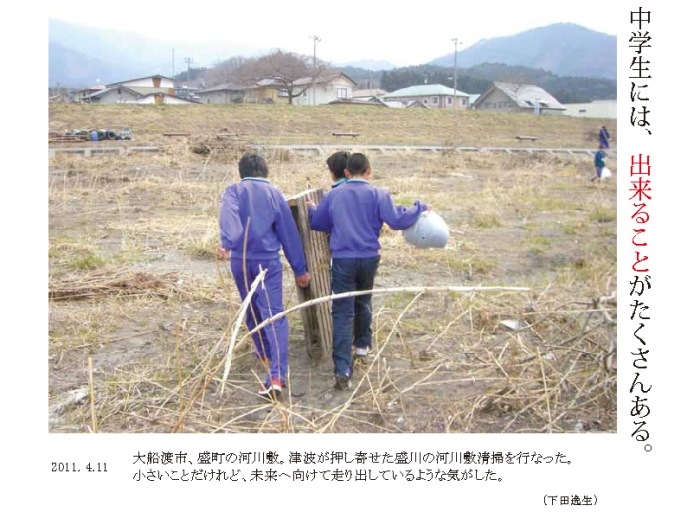 中学生には、出来ることがたくさんある。
2011. 4.11
大船渡市、盛町の河川敷。津波が押し寄せた盛川の河川敷清掃を行なった。
小さいことだけれど、未来へ向けて走り出しているような気がした。
（下田逸生）